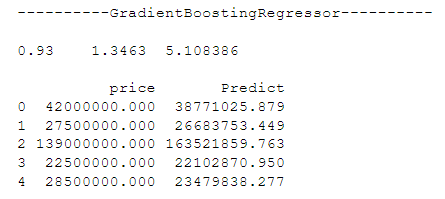 ----------GradientBoostingRegressor----------
0.93    1.3463  5.108386
          price       Predict
0  42000000.000  38771025.879
1  27500000.000  26683753.449
2 139000000.000 163521859.763
3  22500000.000  22102870.950
4  28500000.000  23479838.277